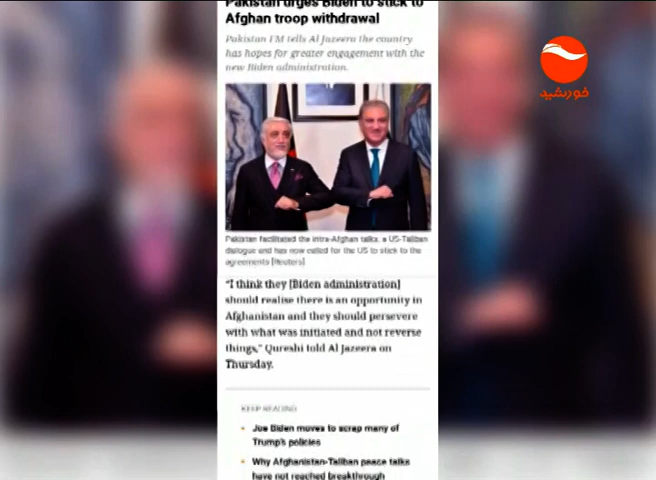 Pakistan urges Biden to stick to
Afghan troop withdrawal
Pakistan FM tells Al Jazeera the country
has hopes for greater engagement with the
new Biden administration.
خورشید
Pakistan facilitated the intra-Afghan talks, a US-Taliban
dialogue and has now called for the US to stick to the
agreements [Reuters]
“I think they [Biden administration]
should realise there is an opportunity in
Afghanistan and they should persevere
with what was initiated and not reverse
things,” Qureshi told Al Jazeera on
Thursday.
KEEP READING
Joe Biden moves to scrap many of
Trump’s policies
Why Afghanistan-Taliban peace talks
have not reached breakthrough